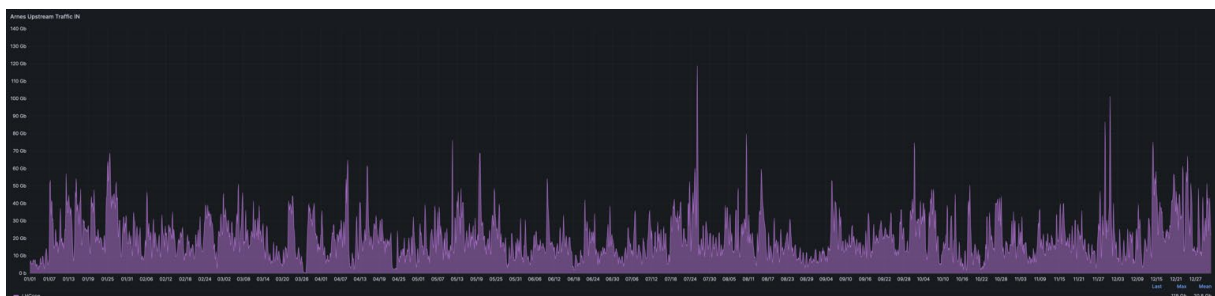 Arnes Upstream Traffic IN
140 Gb
130 Gb
120 Gb
110 Gb
100 Gb
90 Gb
80 Gb
70 Gb
60 Gb
50 Gb
40 Gb
30 Gb
20 Gb
10 Gb
0 b
01/01 01/07 01/13 01/19 01/25 01/31 02/06 02/12 02/18 02/24 03/02 03/08 03/14 03/20 03/26 04/01 04/07 04/13 04/19 04/25 05/01 05/07 05/13 05/19 05/25 05/31 06/06 06/12 06/18 06/24 06/30 07/06 07/12 07/18 07/24 07/30 08/05 08/11 08/17 08/23 08/29 09/04 09/10 09/16 09/22 09/28 10/04 10/10 10/16 10/22 10/28 11/03 11/09 11/15 11/21 11/27 12/03 12/09 12/15 12/21 12/27
Last Max Mean